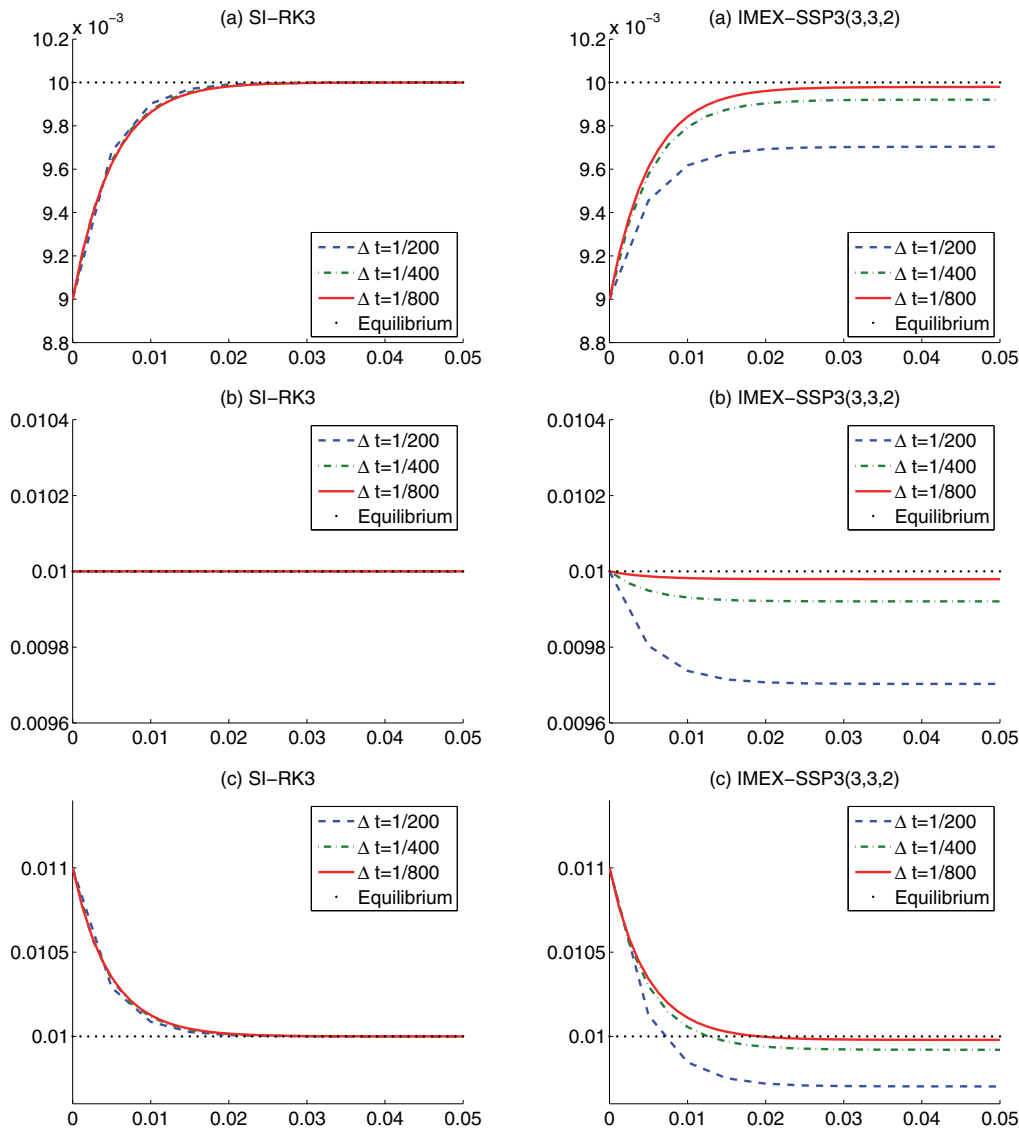 (a) SI−RK3
x 10⁻³
10.2
10
9.8
9.6
9.4
9.2
9
8.8
0 0.01 0.02 0.03 0.04 0.05
Δ t=1/200
Δ t=1/400
Δ t=1/800
Equilibrium
(a) IMEX−SSP3(3,3,2)
x 10⁻³
10.2
10
9.8
9.6
9.4
9.2
9
8.8
0 0.01 0.02 0.03 0.04 0.05
Δ t=1/200
Δ t=1/400
Δ t=1/800
Equilibrium
(b) SI−RK3
0.0104
0.0102
0.01
0.0098
0.0096
0 0.01 0.02 0.03 0.04 0.05
Δ t=1/200
Δ t=1/400
Δ t=1/800
Equilibrium
(b) IMEX−SSP3(3,3,2)
0.0104
0.0102
0.01
0.0098
0.0096
0 0.01 0.02 0.03 0.04 0.05
Δ t=1/200
Δ t=1/400
Δ t=1/800
Equilibrium
(c) SI−RK3
0.011
0.0105
0.01
0 0.01 0.02 0.03 0.04 0.05
Δ t=1/200
Δ t=1/400
Δ t=1/800
Equilibrium
(c) IMEX−SSP3(3,3,2)
0.011
0.0105
0.01
0 0.01 0.02 0.03 0.04 0.05
Δ t=1/200
Δ t=1/400
Δ t=1/800
Equilibrium